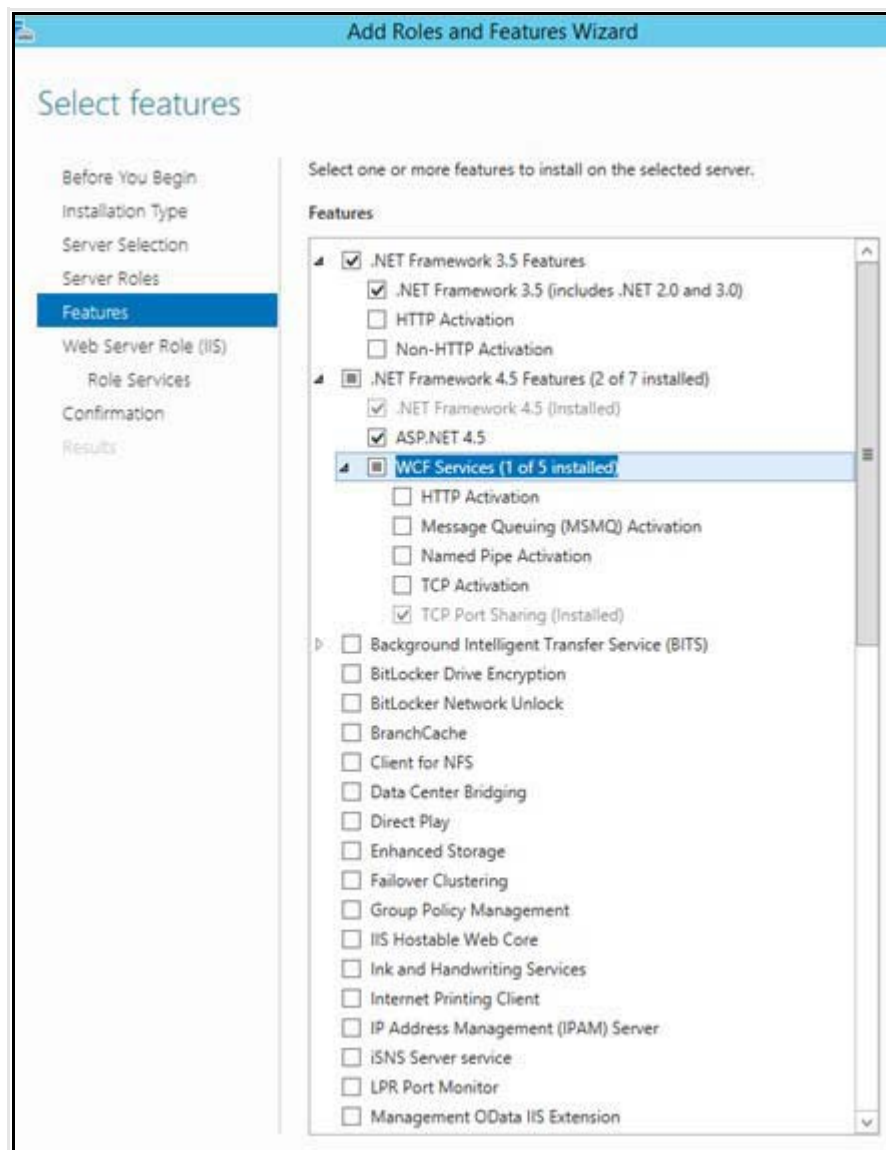 Add Roles and Features Wizard
Select features
Before You Begin
Installation Type
Server Selection
Server Roles
Features
Web Server Role (IIS)
Role Services
Confirmation
Results
Select one or more features to install on the selected server.
Features
.NET Framework 3.5 Features
.NET Framework 3.5 (includes .NET 2.0 and 3.0)
HTTP Activation
Non-HTTP Activation
.NET Framework 4.5 Features (2 of 7 installed)
.NET Framework 4.5 (Installed)
ASP.NET 4.5
WCF Services (1 of 5 installed)
HTTP Activation
Message Queuing (MSMQ) Activation
Named Pipe Activation
TCP Activation
TCP Port Sharing (Installed)
Background Intelligent Transfer Service (BITS)
BitLocker Drive Encryption
BitLocker Network Unlock
BranchCache
Client for NFS
Data Center Bridging
Direct Play
Enhanced Storage
Failover Clustering
Group Policy Management
IIS Hostable Web Core
Ink and Handwriting Services
Internet Printing Client
IP Address Management (IPAM) Server
iSNS Server service
LPR Port Monitor
Management OData IIS Extension